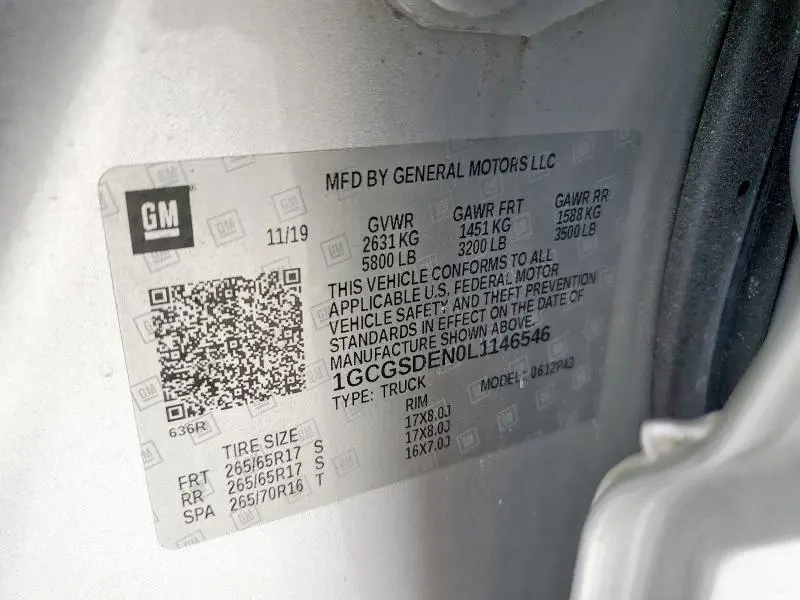 MFD BY GENERAL MOTORS LLC
GM
11/19
GVWR
2631 KG
5800 LB
GAWR FRT
1451 KG
3200 LB
GAWR RR
1588 KG
3500 LB
THIS VEHICLE CONFORMS TO ALL
APPLICABLE U.S. FEDERAL MOTOR
VEHICLE SAFETY AND THEFT PREVENTION
STANDARDS IN EFFECT ON THE DATE OF
MANUFACTURE SHOWN ABOVE.
1GCGSDEN0L1146546
TYPE: TRUCK
MODEL: 0612P43
636R
TIRE SIZE
RIM
FRT 265/65R17 S 17X8.0J
RR 265/65R17 S 17X8.0J
SPA 265/70R16 T 16X7.0J